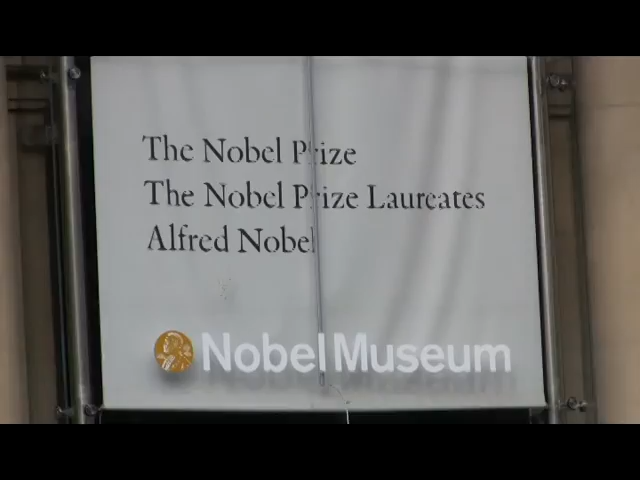 The Nobel Prize
The Nobel Prize Laureates
Alfred Nobel
Nobel Museum